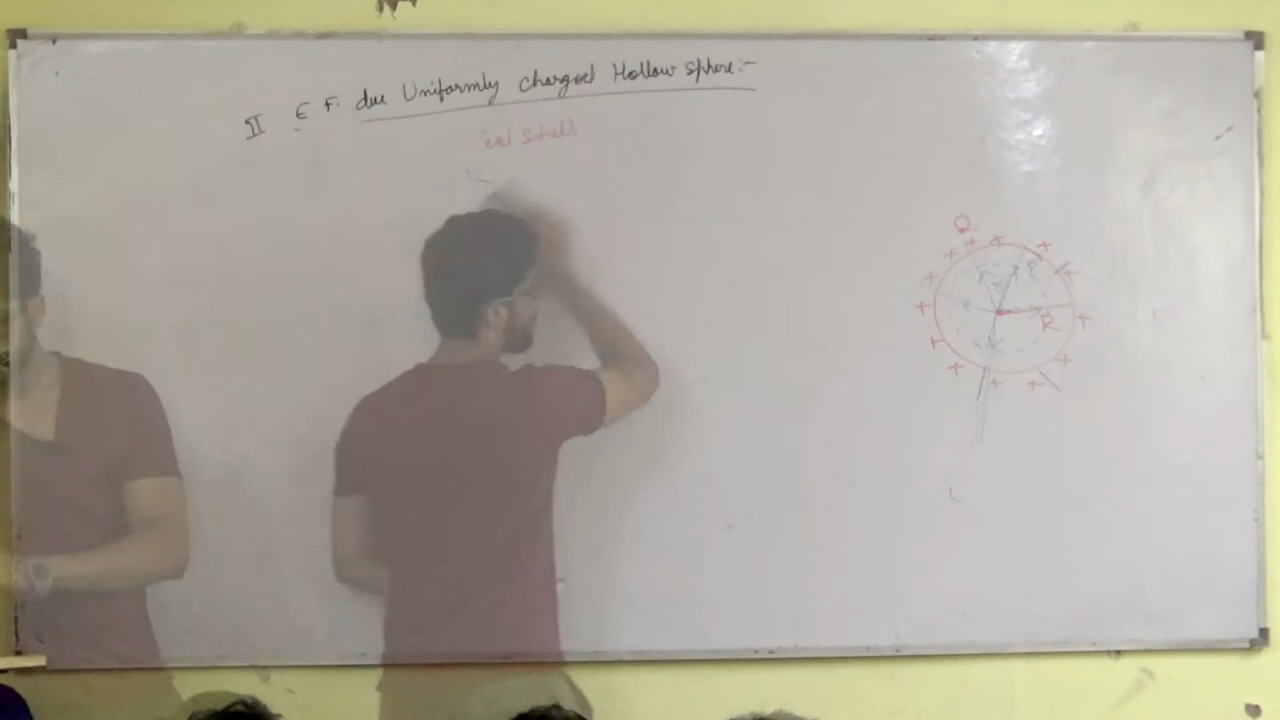 II E.F. due Uniformly charged Hollow Sphere:-
shell
Q
+ + + + + + + + + + + + + +
P
r
R